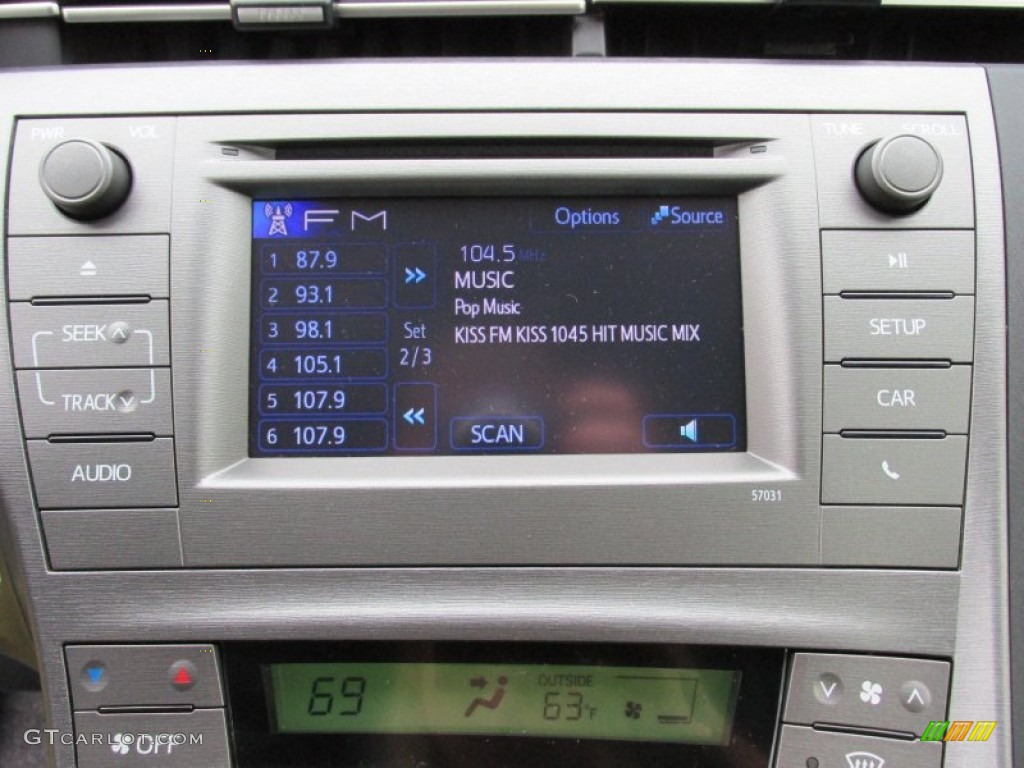 PWR VOL
TUNE SCROLL
FM
Options
Source
1 87.9
2 93.1
3 98.1
4 105.1
5 107.9
6 107.9
Set
2/3
104.5 MHz
MUSIC
Pop Music
KISS FM KISS 1045 HIT MUSIC MIX
SCAN
SEEK
TRACK
AUDIO
SETUP
CAR
57031
69
OUTSIDE
63°F
OFF
GTCARLOT.COM